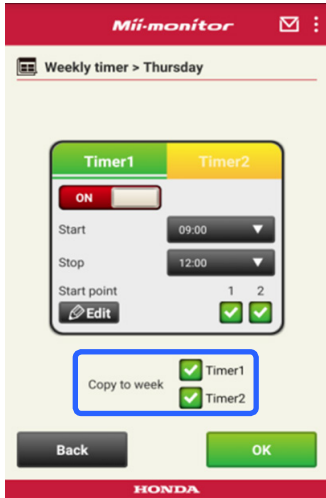 Mii-monitor
Weekly timer > Thursday
Timer1 Timer2
ON
Start 09:00
Stop 12:00
Start point 1 2
Edit
Copy to week
Timer1
Timer2
Back OK
HONDA